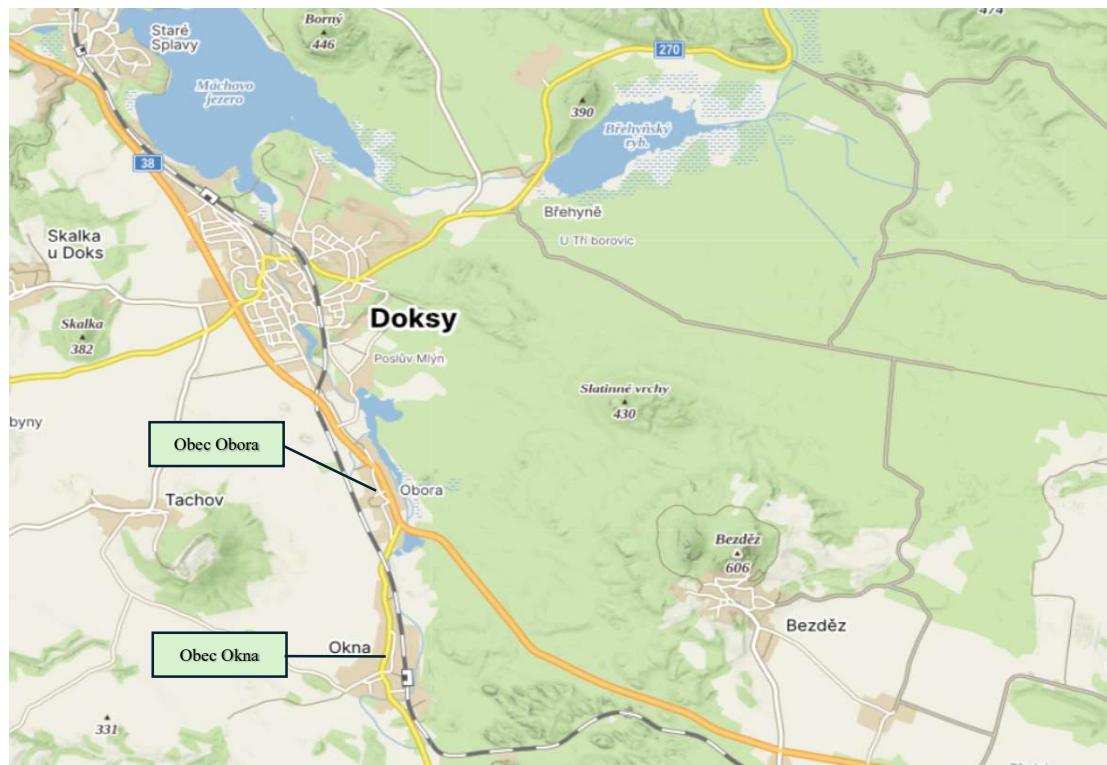 Borný
446
474
Staré
Splavy
270
Máchovo
jezero
390
Břehyňský
ryb.
38
Břehyně
U Tří borovic
Skalka
u Doks
Doksy
Skalka
382
Poslův Mlýn
Slatinné vrchy
430
byny
Obec Obora
Obora
Tachov
Bezděz
606
Bezděz
Obec Okna
Okna
331